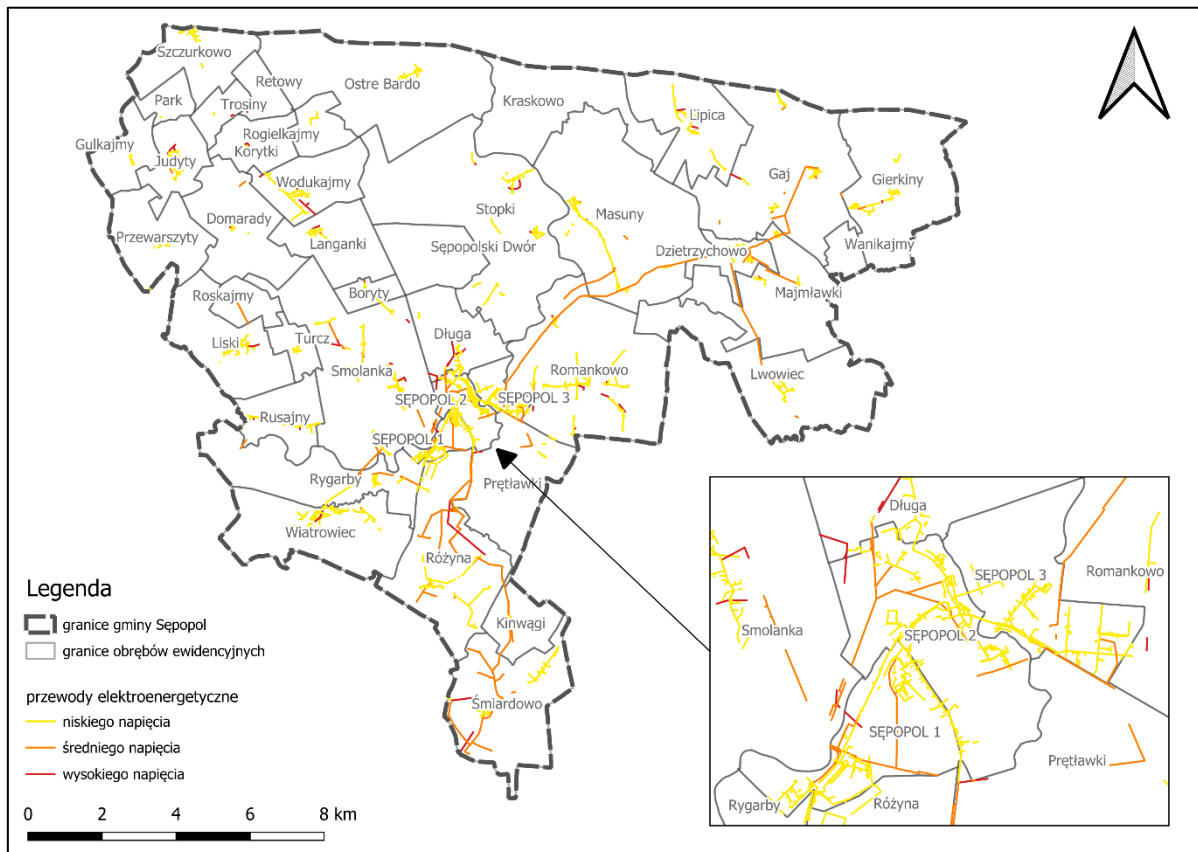 Szczurkowo
Retowy
Ostre Bardo
Park
Trosiny
Kraskowo
Lipica
Gulkajmy
Rogielkajmy
Korytki
Judyty
Gaj
Gierkiny
Wodukajmy
Stopki
Masuny
Domarady
Przewarszyty
Langanki
Sępopolski Dwór
Dzietrzychowo
Wanikajmy
Roskajmy
Boryty
Majmławki
Liski
Turcz
Długa
Smolanka
Romankowo
Lwowiec
SĘPOPOL 2
SĘPOPOL 3
Rusajny
SĘPOPOL 1
Rygarby
Prętławki
Wiatrowiec
Różyna
Kinwągi
Śmiardowo
Legenda
granice gminy Sępopol
granice obrębów ewidencyjnych
przewody elektroenergetyczne
niskiego napięcia
średniego napięcia
wysokiego napięcia
0 2 4 6 8 km
Długa
SĘPOPOL 3
Romankowo
Smolanka
SĘPOPOL 2
SĘPOPOL 1
Prętławki
Rygarby
Różyna